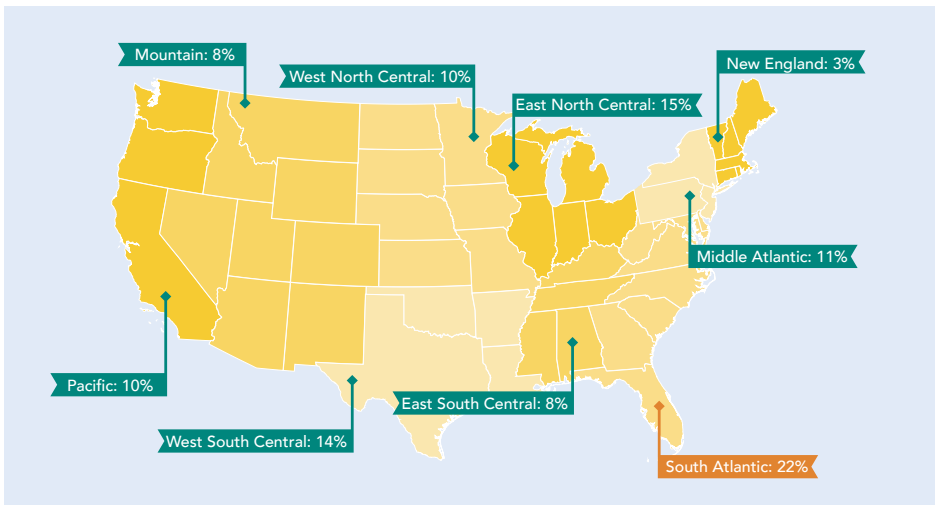 Mountain: 8%
New England: 3%
West North Central: 10%
East North Central: 15%
Middle Atlantic: 11%
Pacific: 10%
East South Central: 8%
West South Central: 14%
South Atlantic: 22%